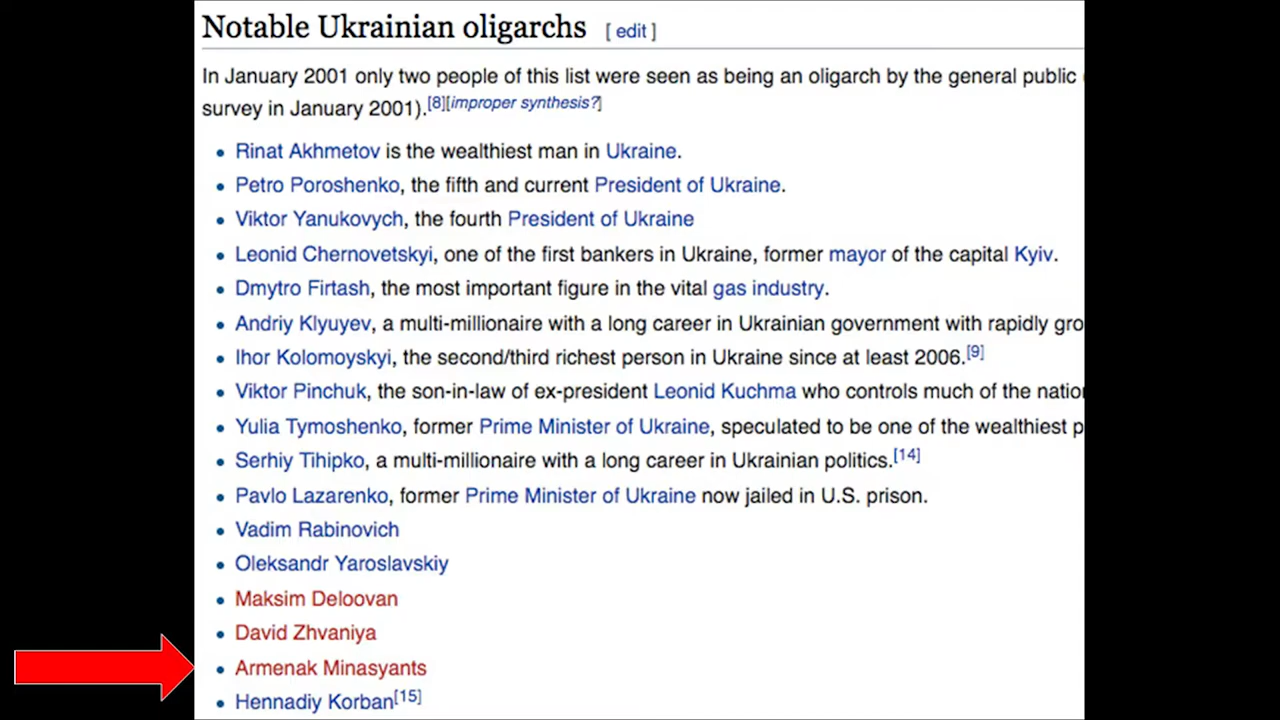 Notable Ukrainian oligarchs [ edit ]
In January 2001 only two people of this list were seen as being an oligarch by the general public
survey in January 2001).[8][improper synthesis?]
• Rinat Akhmetov is the wealthiest man in Ukraine.
• Petro Poroshenko, the fifth and current President of Ukraine.
• Viktor Yanukovych, the fourth President of Ukraine
• Leonid Chernovetskyi, one of the first bankers in Ukraine, former mayor of the capital Kyiv.
• Dmytro Firtash, the most important figure in the vital gas industry.
• Andriy Klyuyev, a multi-millionaire with a long career in Ukrainian government with rapidly gro
• Ihor Kolomoyskyi, the second/third richest person in Ukraine since at least 2006.[9]
• Viktor Pinchuk, the son-in-law of ex-president Leonid Kuchma who controls much of the natio
• Yulia Tymoshenko, former Prime Minister of Ukraine, speculated to be one of the wealthiest p
• Serhiy Tihipko, a multi-millionaire with a long career in Ukrainian politics.[14]
• Pavlo Lazarenko, former Prime Minister of Ukraine now jailed in U.S. prison.
• Vadim Rabinovich
• Oleksandr Yaroslavskiy
• Maksim Deloovan
• David Zhvaniya
• Armenak Minasyants
• Hennadiy Korban[15]